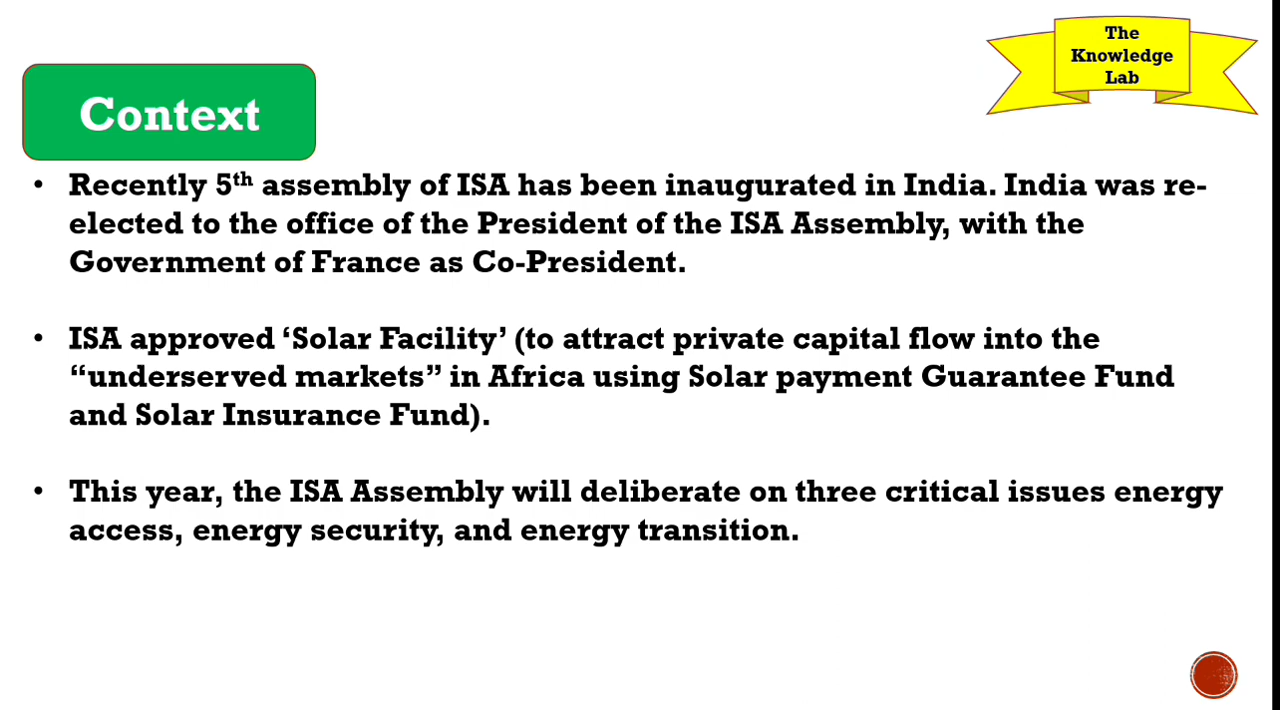 The
Knowledge
Lab
Context
• Recently 5th assembly of ISA has been inaugurated in India. India was re-
elected to the office of the President of the ISA Assembly, with the
Government of France as Co-President.
• ISA approved ‘Solar Facility’ (to attract private capital flow into the
“underserved markets” in Africa using Solar payment Guarantee Fund
and Solar Insurance Fund).
• This year, the ISA Assembly will deliberate on three critical issues energy
access, energy security, and energy transition.